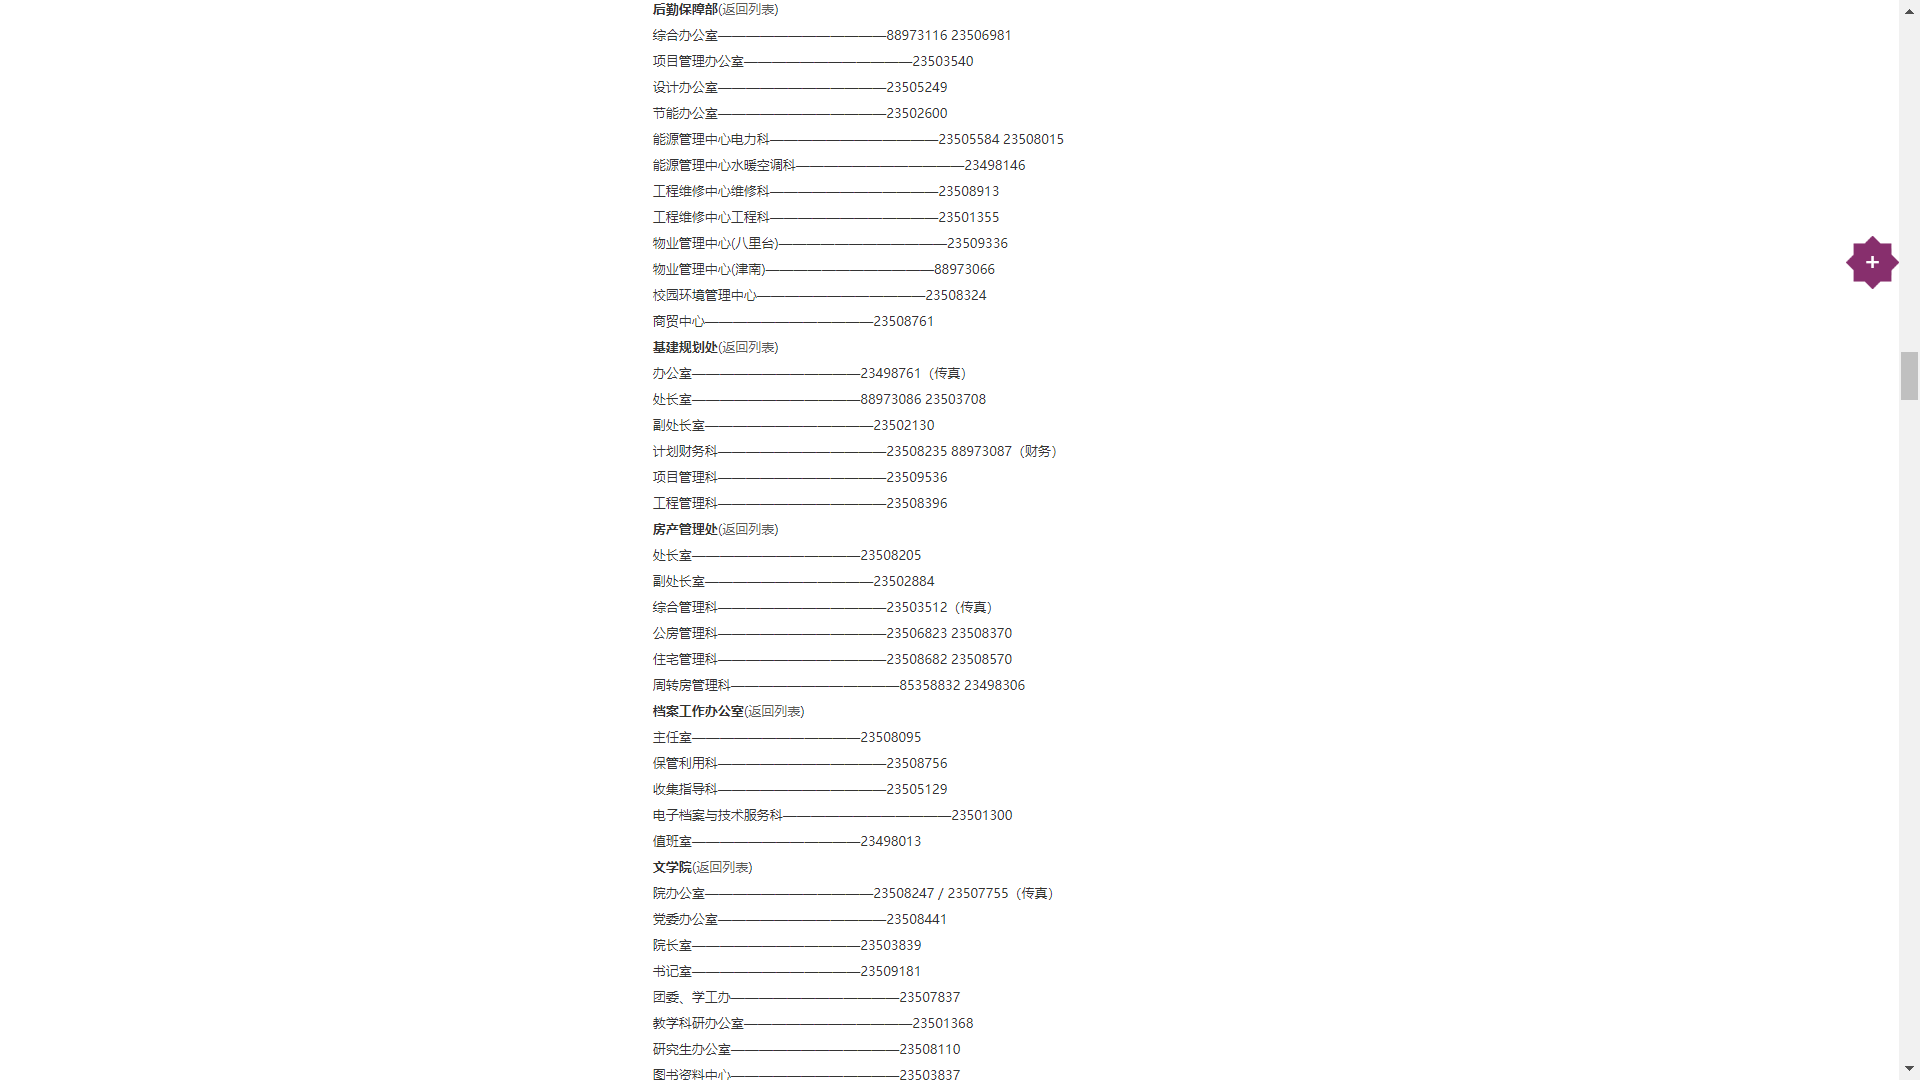 后勤保障部(返回列表)
综合办公室————————————88973116 23506981
项目管理办公室————————————23503540
设计办公室————————————23505249
节能办公室————————————23502600
能源管理中心电力科————————————23505584 23508015
能源管理中心水暖空调科————————————23498146
工程维修中心维修科————————————23508913
工程维修中心工程科————————————23501355
物业管理中心(八里台)————————————23509336
物业管理中心(津南)————————————88973066
校园环境管理中心————————————23508324
商贸中心————————————23508761
基建规划处(返回列表)
办公室————————————23498761（传真）
处长室————————————88973086 23503708
副处长室————————————23502130
计划财务科————————————23508235 88973087（财务）
项目管理科————————————23509536
工程管理科————————————23508396
房产管理处(返回列表)
处长室————————————23508205
副处长室————————————23502884
综合管理科————————————23503512（传真）
公房管理科————————————23506823 23508370
住宅管理科————————————23508682 23508570
周转房管理科————————————85358832 23498306
档案工作办公室(返回列表)
主任室————————————23508095
保管利用科————————————23508756
收集指导科————————————23505129
电子档案与技术服务科————————————23501300
值班室————————————23498013
文学院(返回列表)
院办公室————————————23508247 / 23507755（传真）
党委办公室————————————23508441
院长室————————————23503839
书记室————————————23509181
团委、学工办————————————23507837
教学科研办公室————————————23501368
研究生办公室————————————23508110
图书资料中心————————————23503837
+